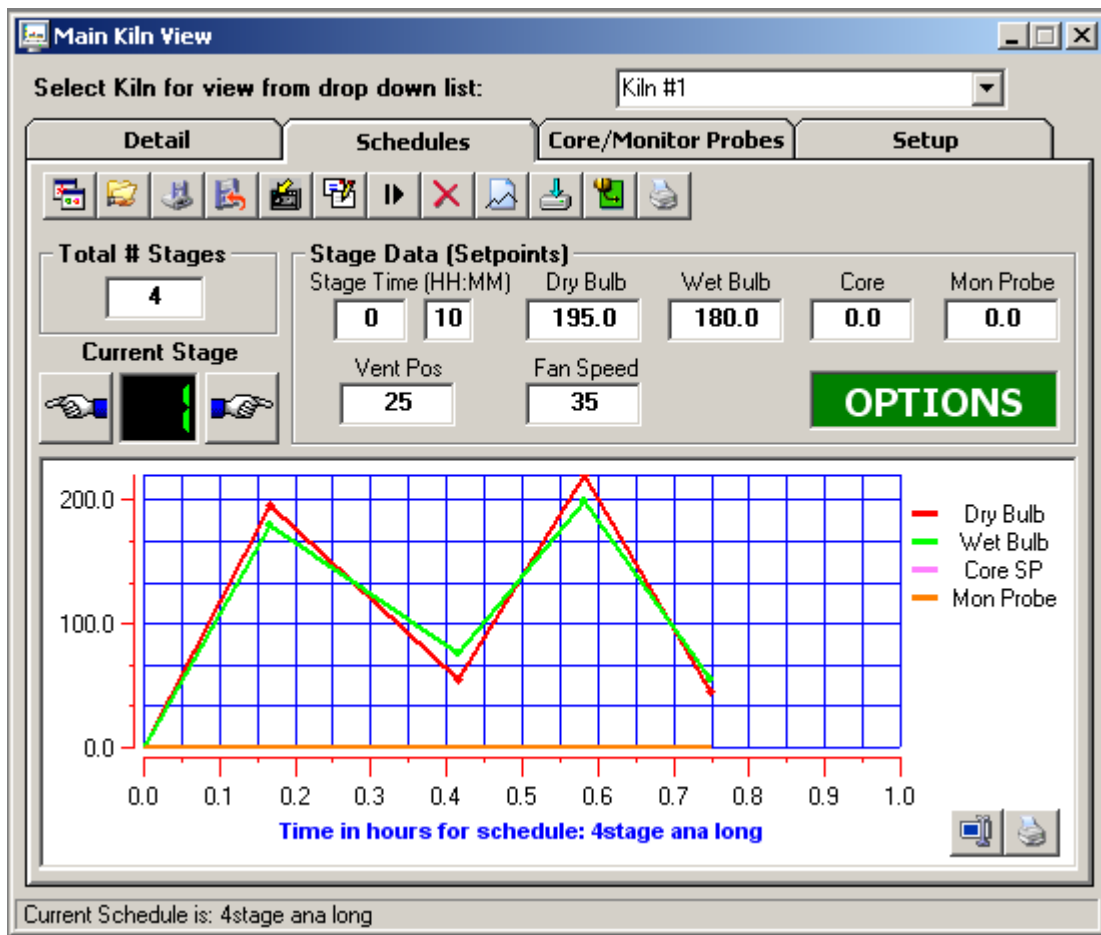 Main Kiln View
Select Kiln for view from drop down list: Kiln #1
Detail Schedules Core/Monitor Probes Setup
Total # Stages
4
Current Stage
1
Stage Data (Setpoints)
Stage Time (HH:MM) Dry Bulb Wet Bulb Core Mon Probe
0 10 195.0 180.0 0.0 0.0
Vent Pos Fan Speed
25 35
OPTIONS
200.0
100.0
0.0
0.0 0.1 0.2 0.3 0.4 0.5 0.6 0.7 0.8 0.9 1.0
Time in hours for schedule: 4stage ana long
Dry Bulb
Wet Bulb
Core SP
Mon Probe
Current Schedule is: 4stage ana long